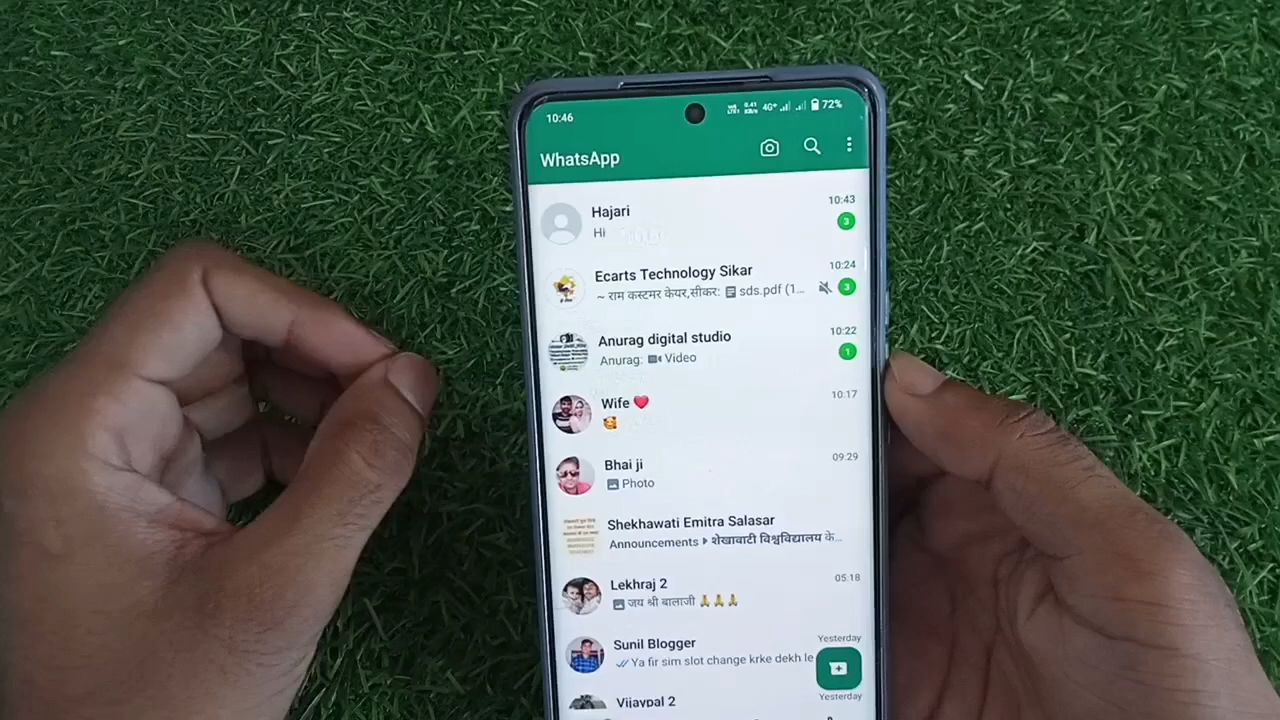 10:46
4G+ 72%
WhatsApp
Hajari 10:43
Hi 3
Ecarts Technology Sikar 10:24
~ राम कस्टमर केयर,सीकर: sds.pdf (1... 3
Anurag digital studio 10:22
Anurag: Video 1
Wife ❤️ 10:17
🥰
Bhai ji 09:29
Photo
Shekhawati Emitra Salasar
Announcements ▸ शेखावाटी विश्वविद्यालय के...
Lekhraj 2 05:18
जय श्री बालाजी 🙏🙏🙏
Sunil Blogger Yesterday
Ya fir sim slot change krke dekh le
Vijaypal 2 Yesterday